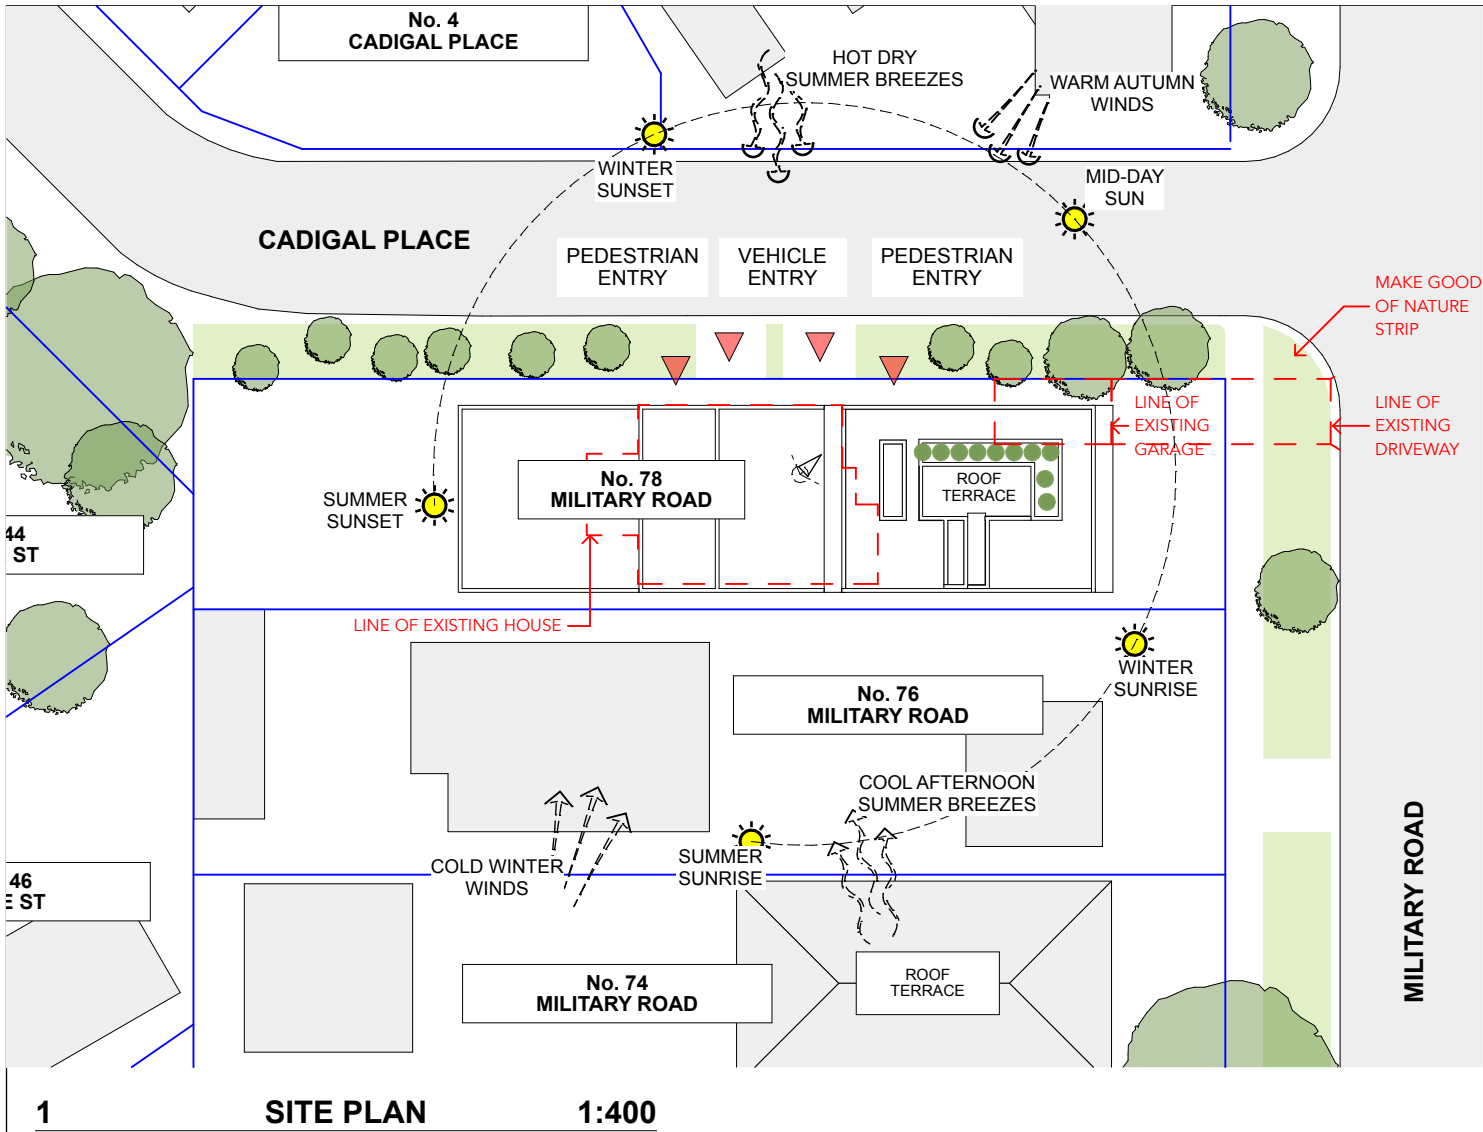 No. 4
CADIGAL PLACE
HOT DRY
SUMMER BREEZES
WARM AUTUMN
WINDS
WINTER
SUNSET
MID-DAY
SUN
CADIGAL PLACE
PEDESTRIAN
ENTRY
VEHICLE
ENTRY
PEDESTRIAN
ENTRY
MAKE GOOD
OF NATURE
STRIP
LINE OF
EXISTING
GARAGE
LINE OF
EXISTING
DRIVEWAY
No. 78
MILITARY ROAD
ROOF
TERRACE
SUMMER
SUNSET
44
ST
LINE OF EXISTING HOUSE
WINTER
SUNRISE
No. 76
MILITARY ROAD
COOL AFTERNOON
SUMMER BREEZES
COLD WINTER
WINDS
SUMMER
SUNRISE
46
E ST
MILITARY ROAD
No. 74
MILITARY ROAD
ROOF
TERRACE
1 SITE PLAN 1:400